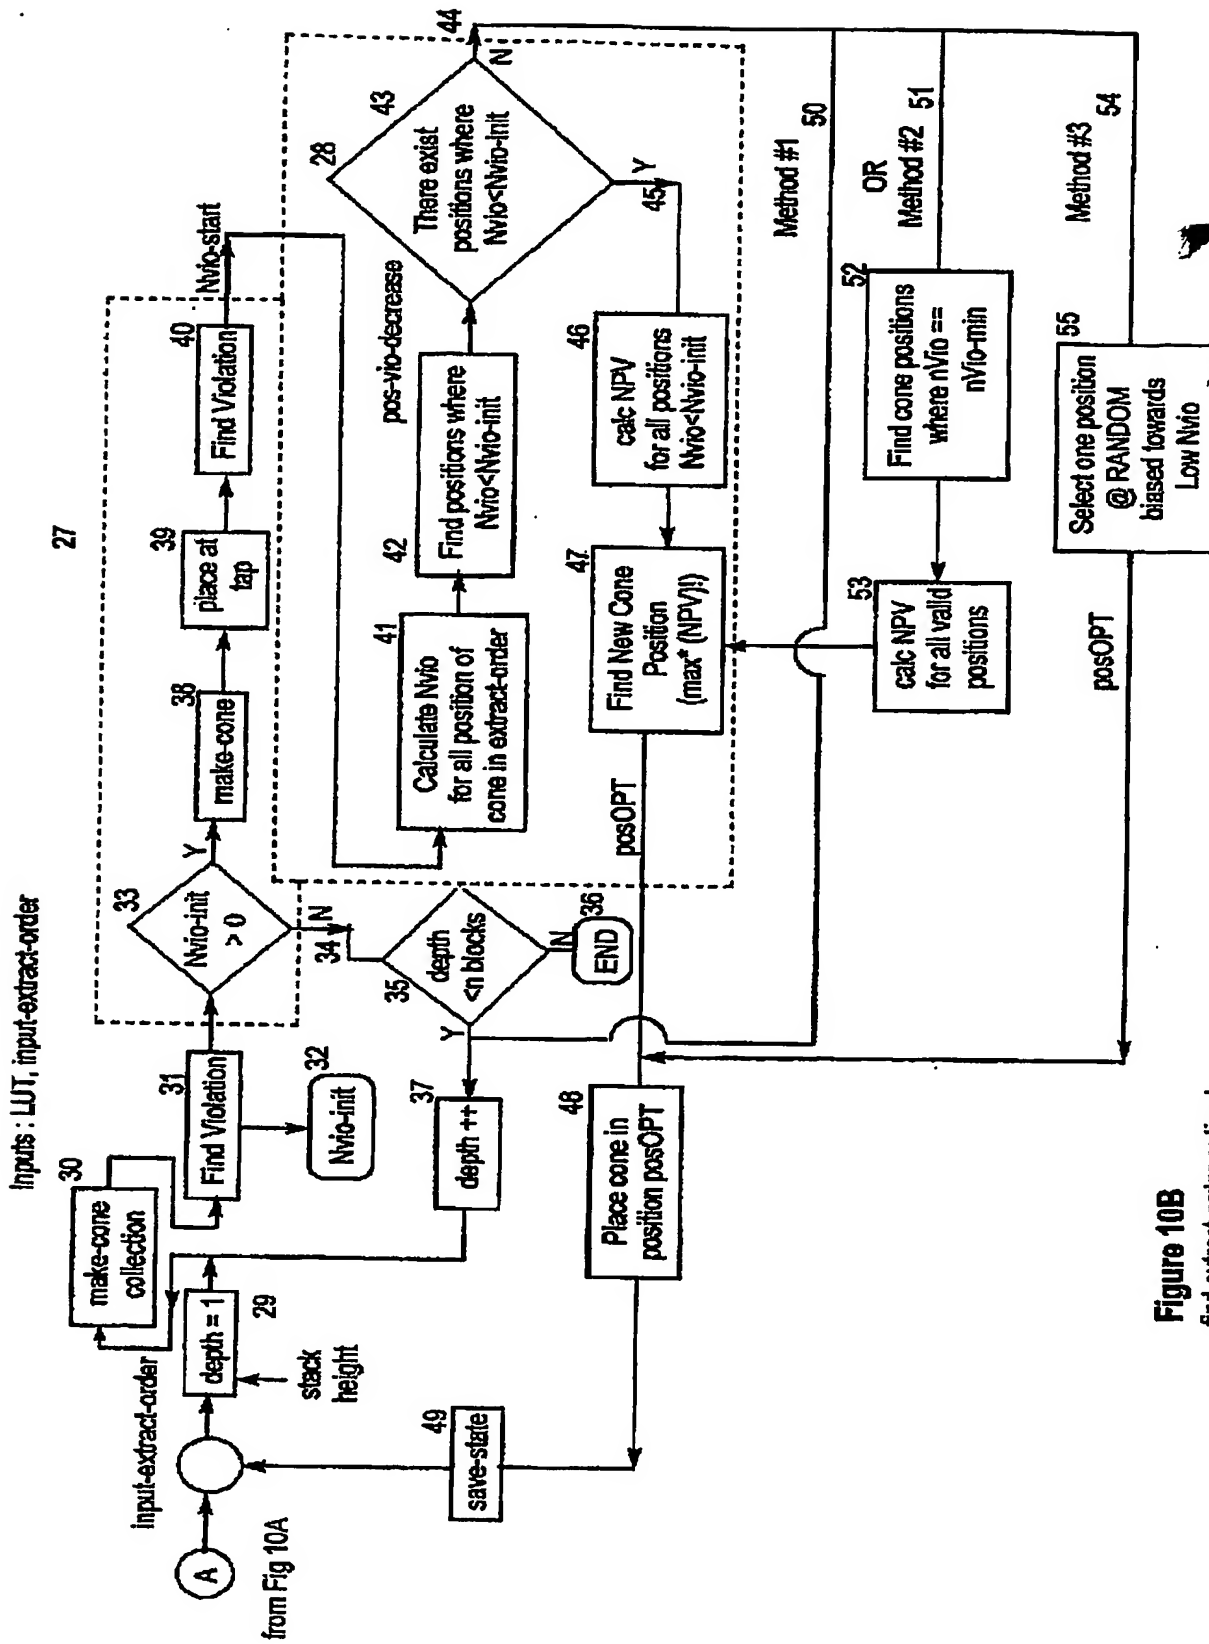 Inputs : LUT, input-extract-order
27
from Fig 10A
A
input-extract-order
depth = 1
29
stack
height
30
make-cone
collection
31
Find Violation
32
Nvio-init
33
Nvio-init
> 0
Y
N
34
38
make-cone
39
place at
tap
40
Find Violation
Nvio-start
35
depth
<n blocks
Y
N
36
END
37
depth ++
41
Calculate Nvio
for all position of
cone in extract-order
42
Find positions where
Nvio<Nvio-init
pos-vio-decrease
28
43
There exist
positions where
Nvio<Nvio-init
N
44
Y
45
46
calc NPV
for all positions
Nvio<Nvio-init
47
Find New Cone
Position
(max* (NPV)!)
posOPT
48
Place cone in
position posOPT
49
save-state
Method #1
50
OR
Method #2
51
52
Find cone positions
where nVio ==
nVio-min
53
calc NPV
for all valid
positions
Method #3
54
55
Select one position
@ RANDOM
biased towards
Low Nvio
posOPT
Figure 10B